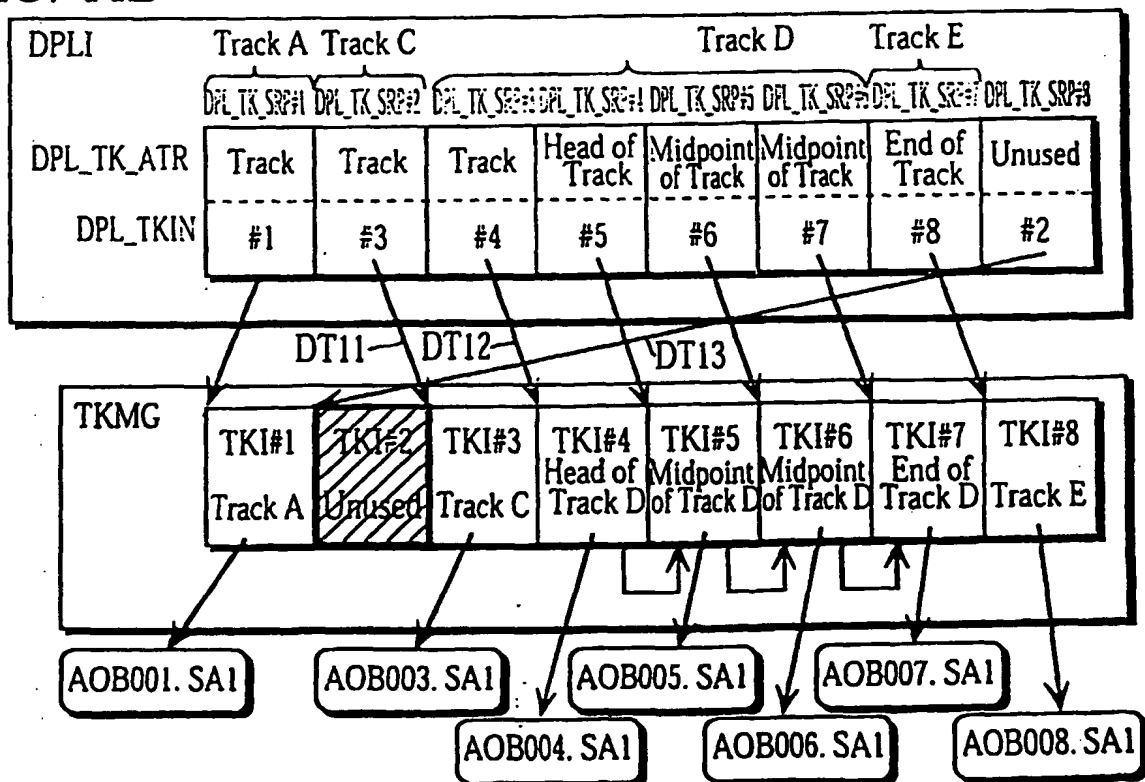 DPLI
Track A Track C Track D Track E
DPL_TK_SRP#1 DPL_TK_SRP#2 DPL_TK_SRP#4 DPL_TK_SRP#5 DPL_TK_SRP#7 DPL_TK_SRP#8
DPL_TK_ATR Track Track Track Head of Track Midpoint of Track Midpoint of Track End of Track Unused
DPL_TKIN #1 #3 #4 #5 #6 #7 #8 #2
DT11 DT12 DT13
TKMG
TKI#1 TKI#2 TKI#3 TKI#4 TKI#5 TKI#6 TKI#7 TKI#8
Head of Midpoint Midpoint End of
Track A Unused Track C Track D of Track D of Track D Track D Track E
AOB001. SA1 AOB003. SA1 AOB005. SA1 AOB007. SA1
AOB004. SA1 AOB006. SA1 AOB008. SA1